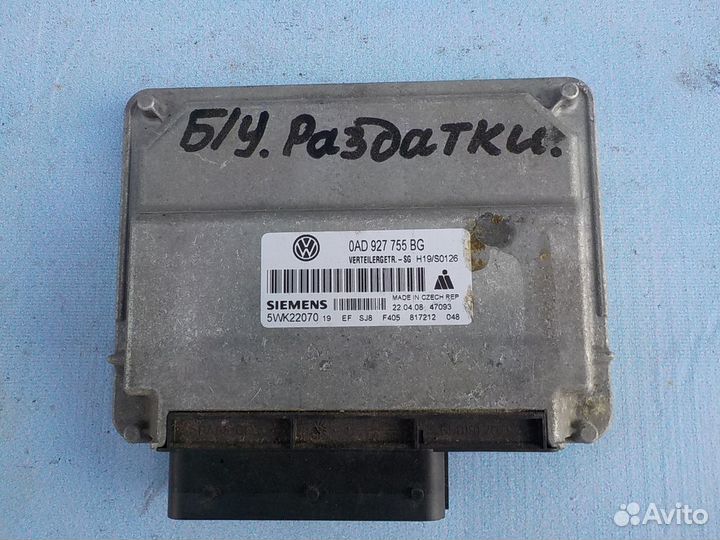 Б/У. Раздатки.
0AD 927 755 BG
VERTEILERGETR.-SG H19/S0126
SIEMENS
MADE IN CZECH REP
22.04.08 47093
5WK22070 19 EF SJ8 F405 817212 048
Avito